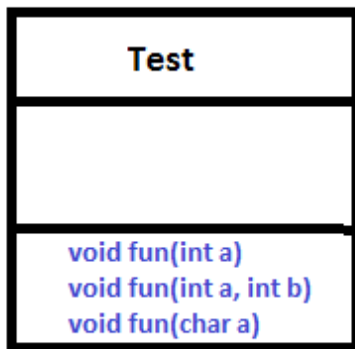 Test
void fun(int a)
void fun(int a, int b)
void fun(char a)